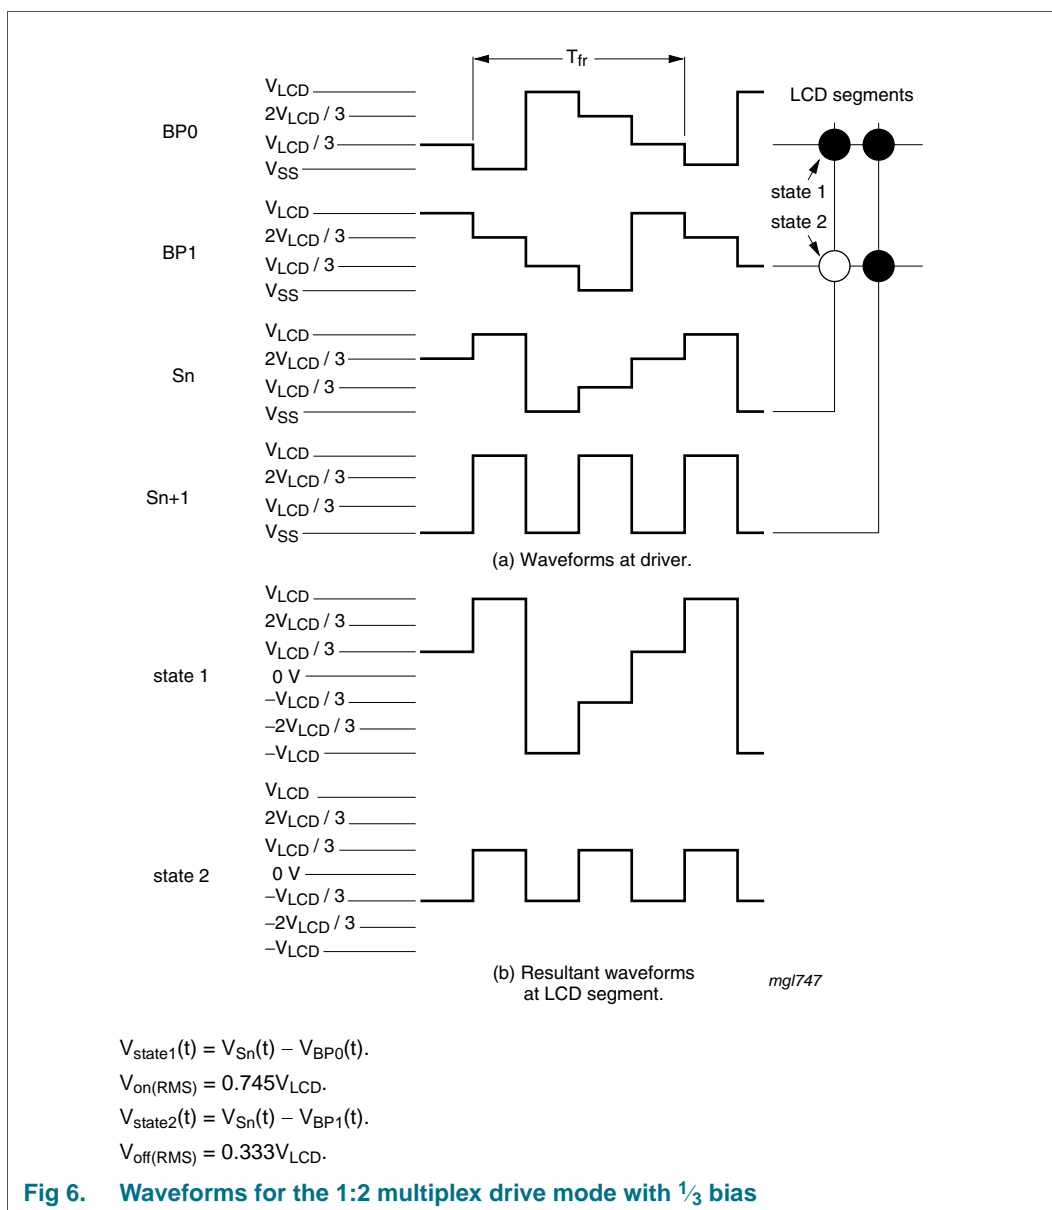 T_fr
LCD segments
BP0
V_LCD
2V_LCD / 3
V_LCD / 3
V_SS
state 1
state 2
BP1
V_LCD
2V_LCD / 3
V_LCD / 3
V_SS
Sn
V_LCD
2V_LCD / 3
V_LCD / 3
V_SS
Sn+1
V_LCD
2V_LCD / 3
V_LCD / 3
V_SS
(a) Waveforms at driver.
state 1
V_LCD
2V_LCD / 3
V_LCD / 3
0 V
−V_LCD / 3
−2V_LCD / 3
−V_LCD
state 2
V_LCD
2V_LCD / 3
V_LCD / 3
0 V
−V_LCD / 3
−2V_LCD / 3
−V_LCD
(b) Resultant waveforms
at LCD segment.
mgl747
V_state1(t) = V_Sn(t) − V_BP0(t).
V_on(RMS) = 0.745V_LCD.
V_state2(t) = V_Sn(t) − V_BP1(t).
V_off(RMS) = 0.333V_LCD.
Fig 6. Waveforms for the 1:2 multiplex drive mode with 1⁄3 bias